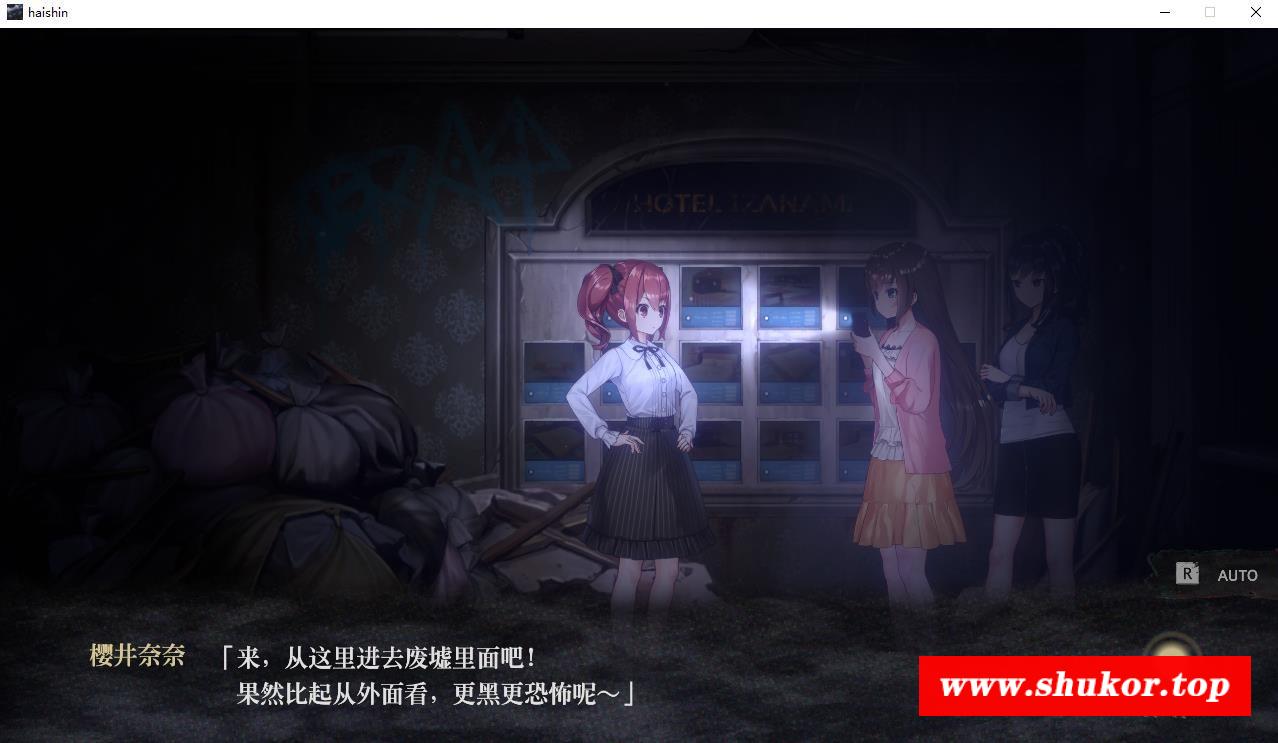 haishin
HOTEL IZANAMI
R AUTO
樱井奈奈
「来，从这里进去废墟里面吧！
果然比起从外面看，更黑更恐怖呢～」
www.shukor.top